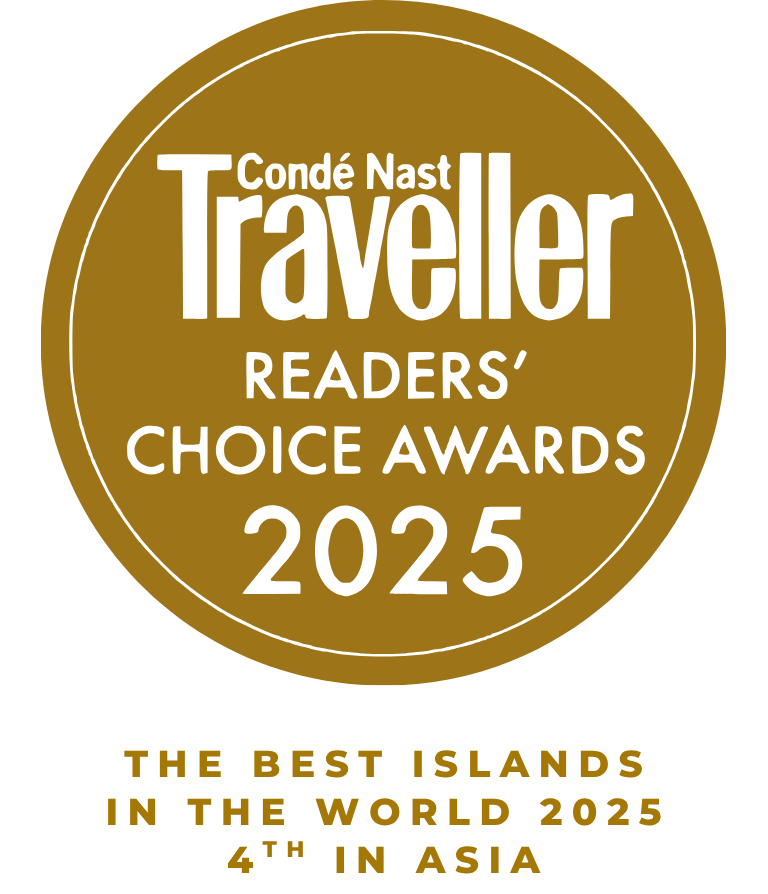 Condé Nast
Traveller
READERS’
CHOICE AWARDS
2025
THE BEST ISLANDS
IN THE WORLD 2025
4TH IN ASIA